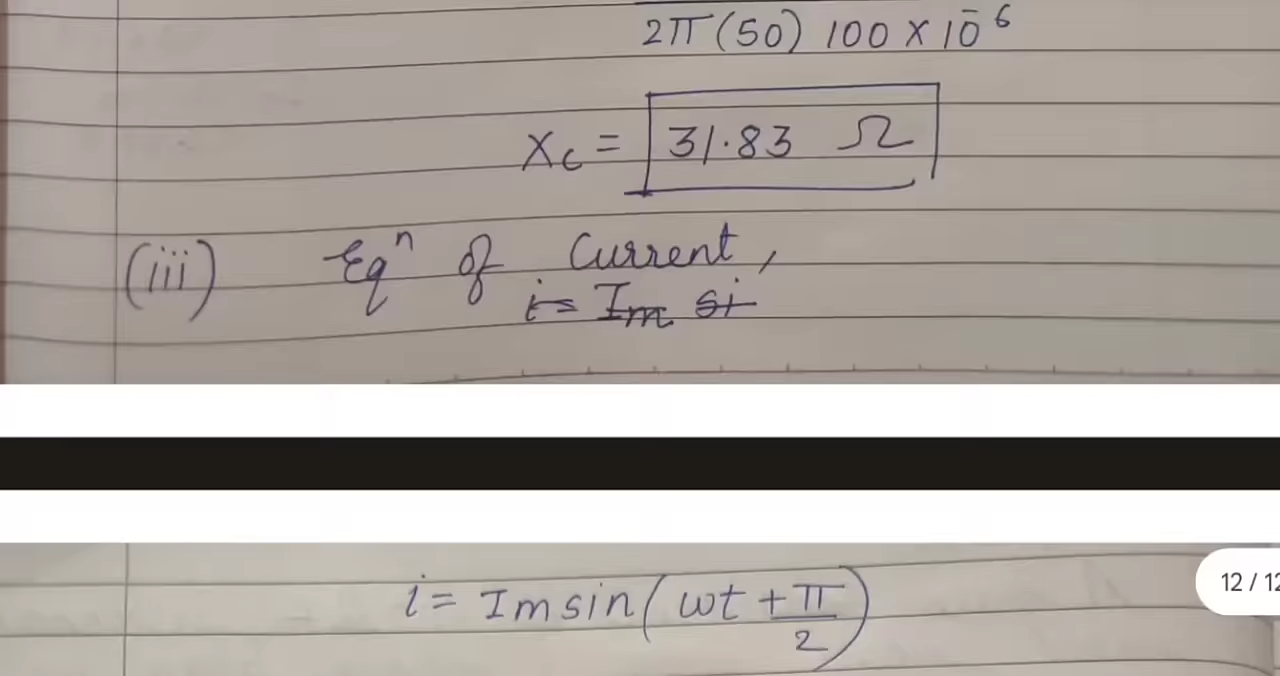 2π(50) 100 × 10⁻⁶
Xc = 31.83 Ω
(iii) Eqⁿ of Current,
i = Im si
12 / 12
i = Im sin(ωt + π/2)